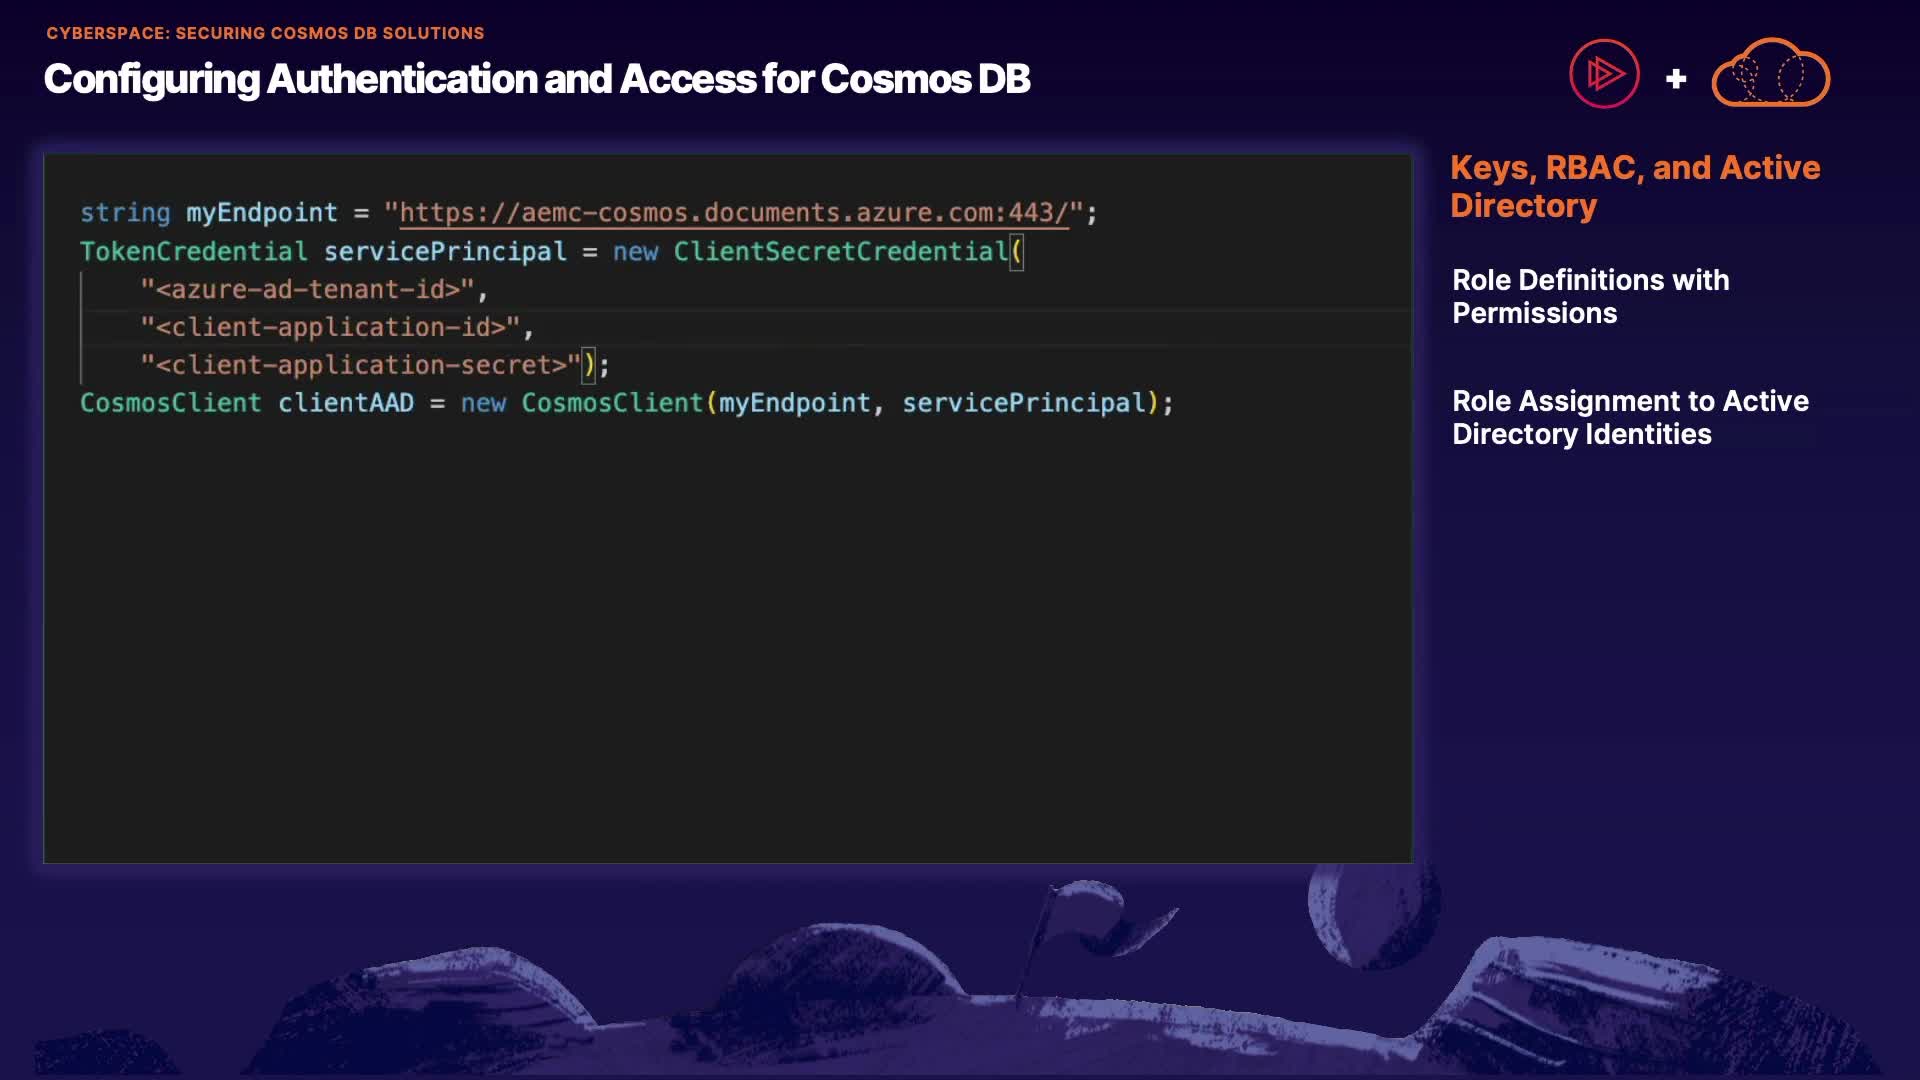 CYBERSPACE: SECURING COSMOS DB SOLUTIONS
Configuring Authentication and Access for Cosmos DB
+
string myEndpoint = "https://aemc-cosmos.documents.azure.com:443/";
TokenCredential servicePrincipal = new ClientSecretCredential(
    "<azure-ad-tenant-id>",
    "<client-application-id>",
    "<client-application-secret>");
CosmosClient clientAAD = new CosmosClient(myEndpoint, servicePrincipal);
Keys, RBAC, and Active
Directory
Role Definitions with
Permissions
Role Assignment to Active
Directory Identities